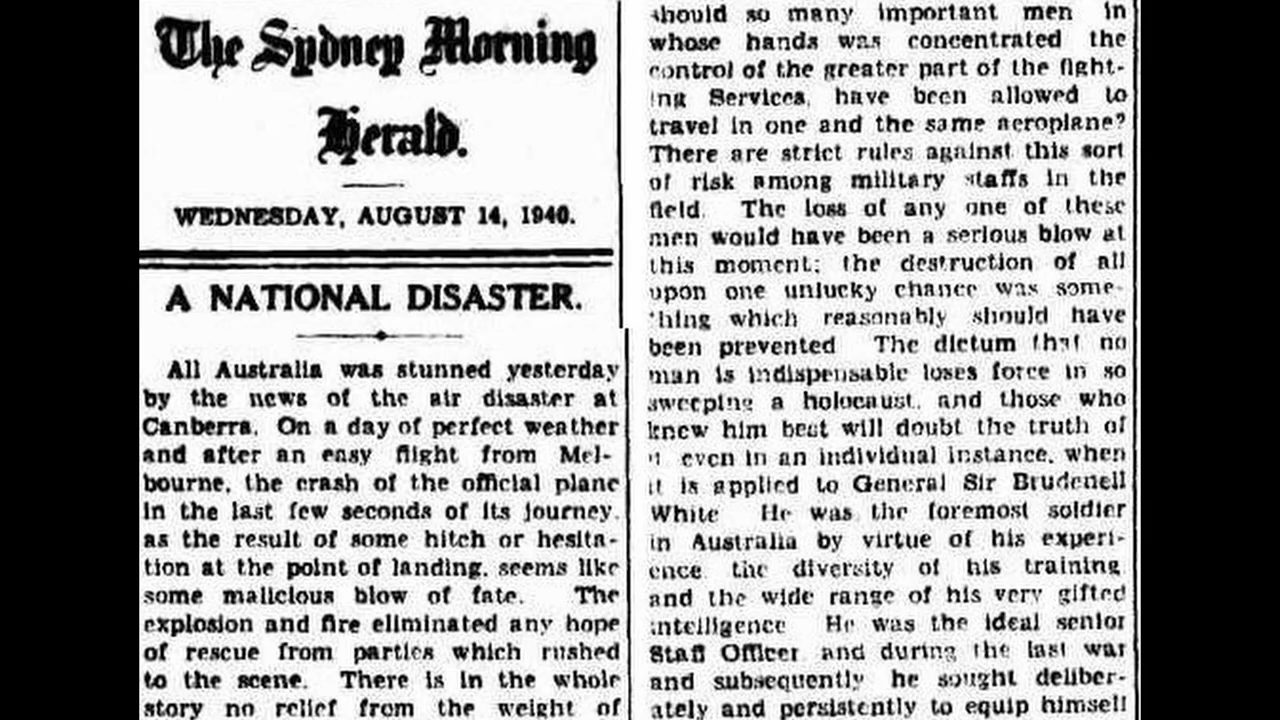 The Sydney Morning
Herald.
WEDNESDAY, AUGUST 14, 1940.
A NATIONAL DISASTER.
All Australia was stunned yesterday
by the news of the air disaster at
Canberra. On a day of perfect weather
and after an easy flight from Mel-
bourne, the crash of the official plane
in the last few seconds of its journey,
as the result of some hitch or hesita-
tion at the point of landing, seems like
some malicious blow of fate. The
explosion and fire eliminated any hope
of rescue from parties which rushed
to the scene. There is in the whole
story no relief from the weight of
should so many important men in
whose hands was concentrated the
control of the greater part of the fight-
ing Services, have been allowed to
travel in one and the same aeroplane?
There are strict rules against this sort
of risk among military staffs in the
field. The loss of any one of these
men would have been a serious blow at
this moment; the destruction of all
upon one unlucky chance was some-
thing which reasonably should have
been prevented The dictum that no
man is indispensable loses force in so
sweeping a holocaust, and those who
knew him best will doubt the truth of
it even in an individual instance, when
it is applied to General Sir Brudenell
White He was the foremost soldier
in Australia by virtue of his experi-
ence the diversity of his training
and the wide range of his very gifted
intelligence He was the ideal senior
Staff Officer and during the last war
and subsequently he sought deliber-
ately and persistently to equip himself